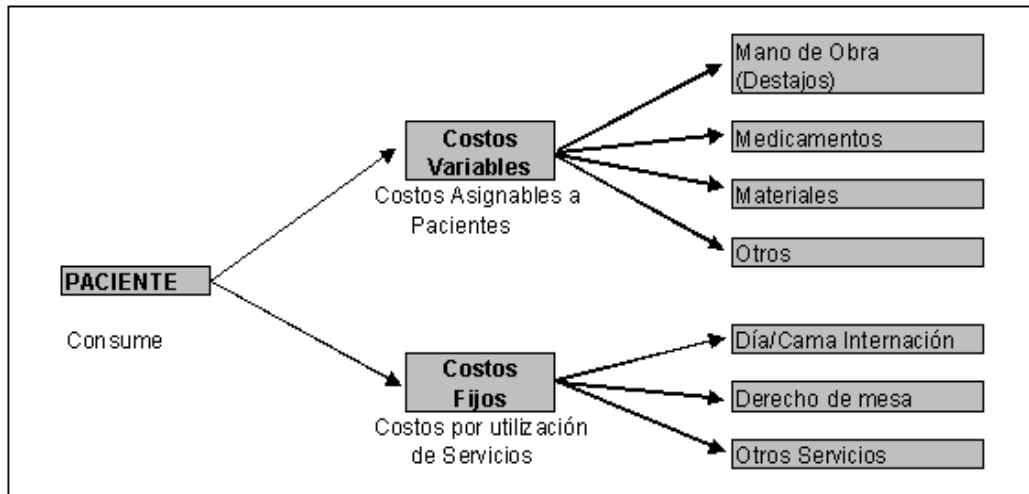 PACIENTE
Consume
Costos
Variables
Costos Asignables a
Pacientes
Mano de Obra
(Destajos)
Medicamentos
Materiales
Otros
Costos
Fijos
Costos por utilización
de Servicios
Día/Cama Internación
Derecho de mesa
Otros Servicios